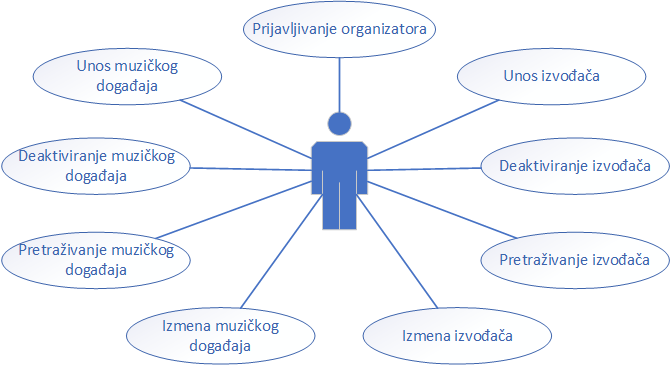 Prijavljivanje organizatora
Unos muzičkog
događaja
Unos izvođača
Deaktiviranje muzičkog
događaja
Deaktiviranje izvođača
Pretraživanje muzičkog
događaja
Pretraživanje izvođača
Izmena muzičkog
događaja
Izmena izvođača